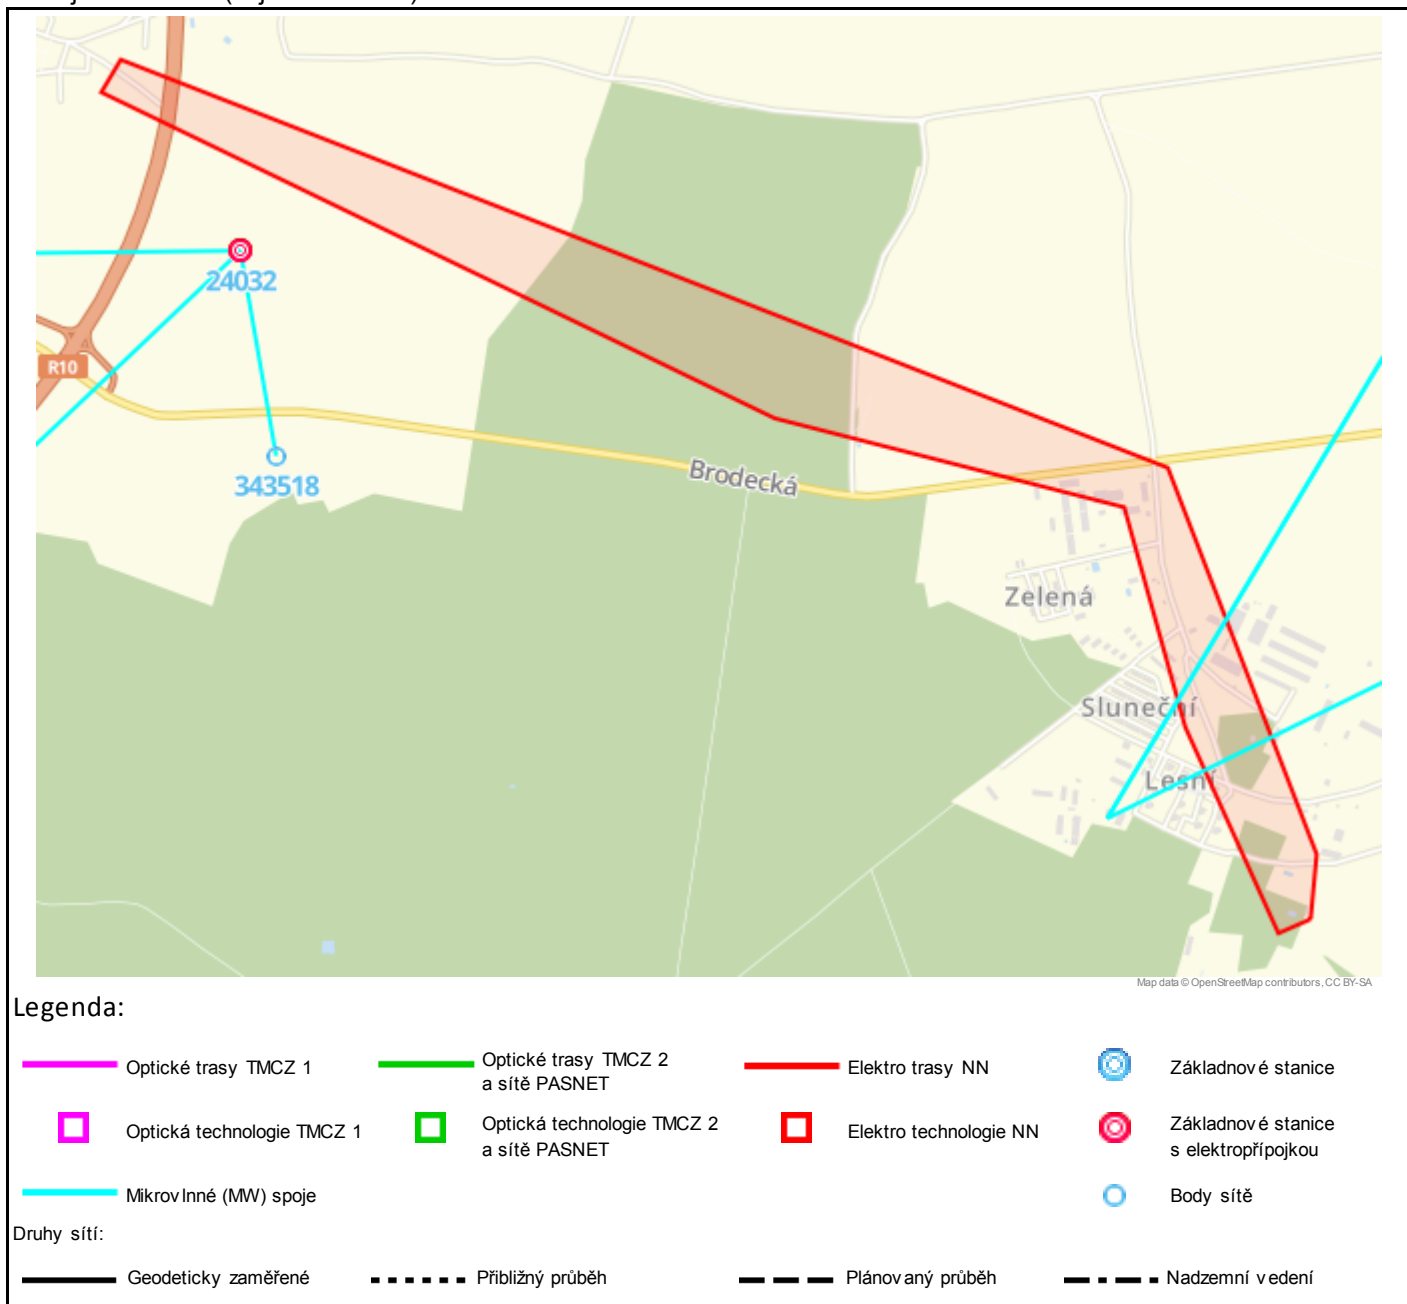 24032
R10
343518
Brodecká
Zelená
Sluneční
Lesní
Map data © OpenStreetMap contributors, CC BY-SA
Legenda:
Optické trasy TMCZ 1
Optické trasy TMCZ 2
a sítě PASNET
Elektro trasy NN
Základnové stanice
Optická technologie TMCZ 1
Optická technologie TMCZ 2
a sítě PASNET
Elektro technologie NN
Základnové stanice
s elektropřípojkou
Mikrovlnné (MW) spoje
Body sítě
Druhy sítí:
Geodeticky zaměřené
Přibližný průběh
Plánovaný průběh
Nadzemní vedení